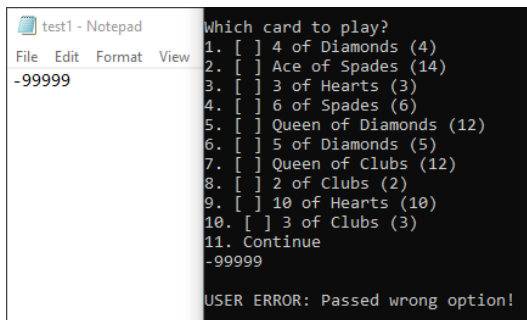 test1 - Notepad
File Edit Format View
-99999
Which card to play?
1. [ ] 4 of Diamonds (4)
2. [ ] Ace of Spades (14)
3. [ ] 3 of Hearts (3)
4. [ ] 6 of Spades (6)
5. [ ] Queen of Diamonds (12)
6. [ ] 5 of Diamonds (5)
7. [ ] Queen of Clubs (12)
8. [ ] 2 of Clubs (2)
9. [ ] 10 of Hearts (10)
10. [ ] 3 of Clubs (3)
11. Continue
-99999
USER ERROR: Passed wrong option!